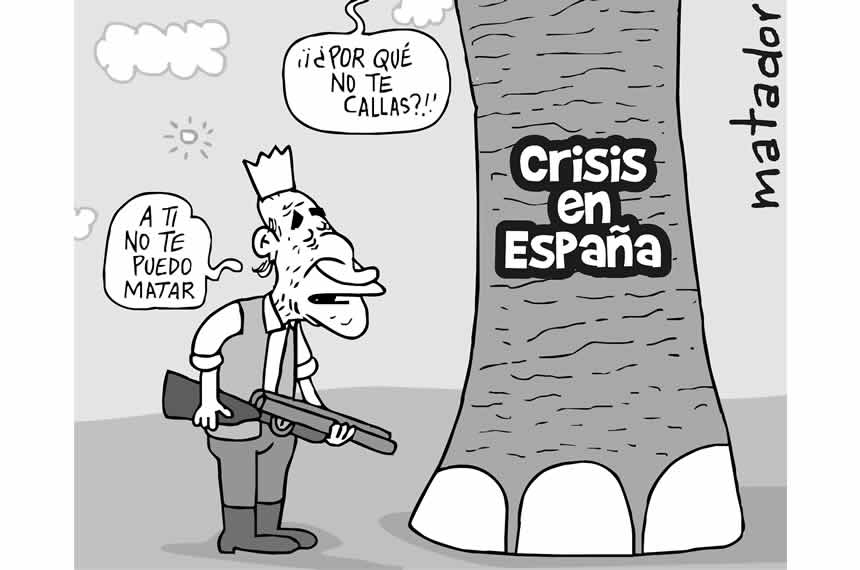 ¡¡¿POR QUÉ
NO TE
CALLAS?!!
A TI
NO TE
PUEDO
MATAR
Crisis
en
España
matador